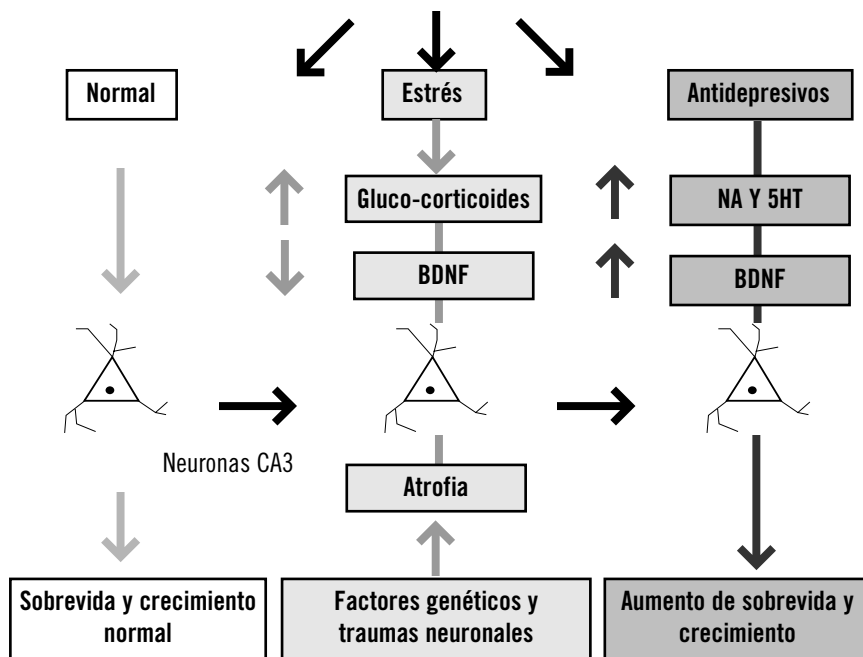 Normal
Estrés
Antidepresivos
Gluco-corticoides
NA Y 5HT
BDNF
BDNF
Neuronas CA3
Atrofia
Sobrevida y crecimiento
normal
Factores genéticos y
traumas neuronales
Aumento de sobrevida y
crecimiento